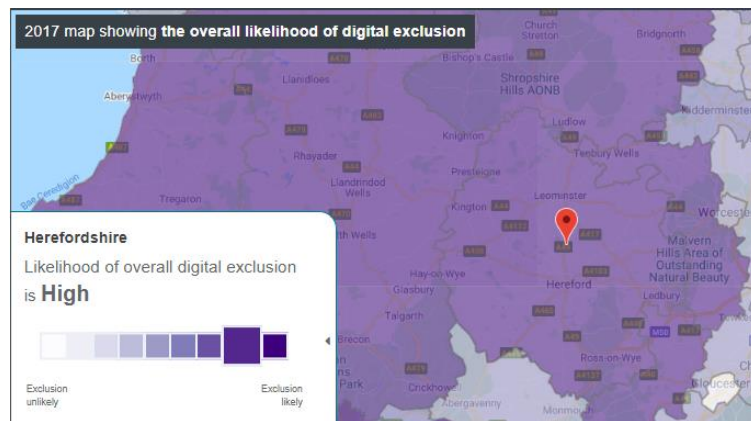 2017 map showing the overall likelihood of digital exclusion
Church
Stretton
Bridgnorth
Bishop's Castle
Borth
Llanidloes
Shropshire
Hills AONB
Aberystwyth
Kidderminster
Ludlow
Knighton
Tenbury Wells
Rhayader
Presteigne
Llandrindod
Wells
Leominster
Bae Ceredigion
Tregaron
Kington
Worcester
Malvern
Hills Area of
Outstanding
Natural Beauty
Hay-on-Wye
Hereford
Glasbury
Ledbury
Talgarth
Brecon
Ross-on-Wye
Park
Crickhowell
Abergavenny
Monmouth
Gloucester
M50
Herefordshire
Likelihood of overall digital exclusion
is High
Exclusion
unlikely
Exclusion
likely